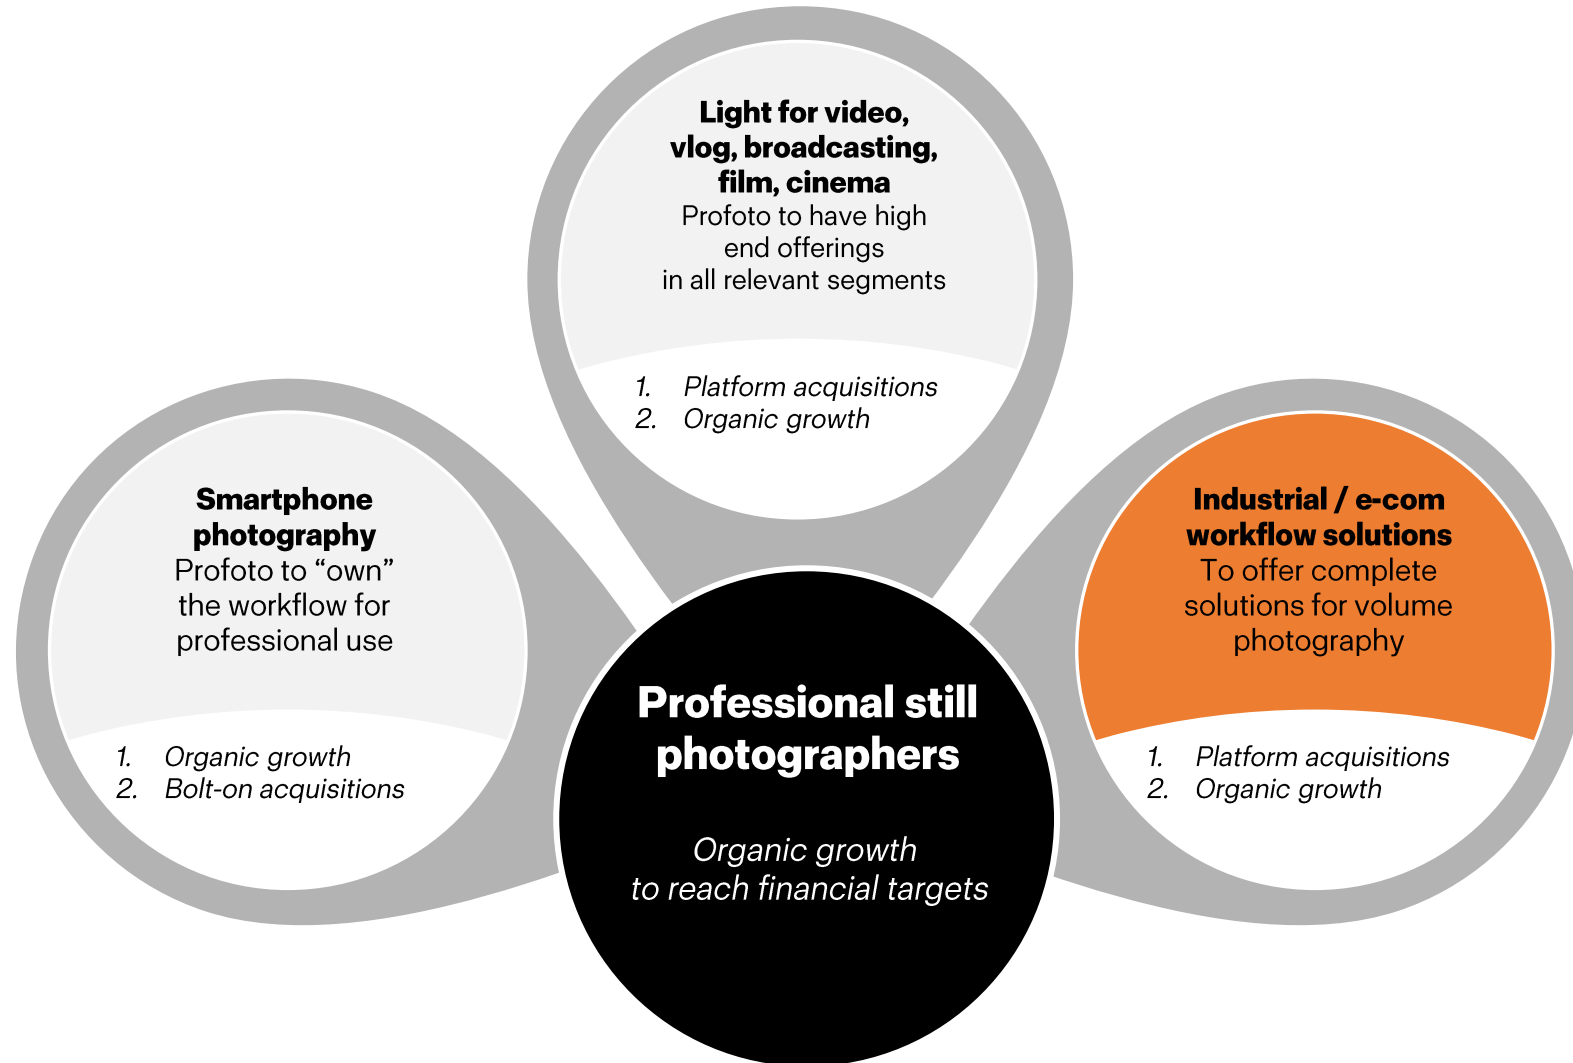 Light for video,
vlog, broadcasting,
film, cinema
Profoto to have high
end offerings
in all relevant segments
1. Platform acquisitions
2. Organic growth
Smartphone
photography
Profoto to “own”
the workflow for
professional use
1. Organic growth
2. Bolt-on acquisitions
Industrial / e-com
workflow solutions
To offer complete
solutions for volume
photography
1. Platform acquisitions
2. Organic growth
Professional still
photographers
Organic growth
to reach financial targets